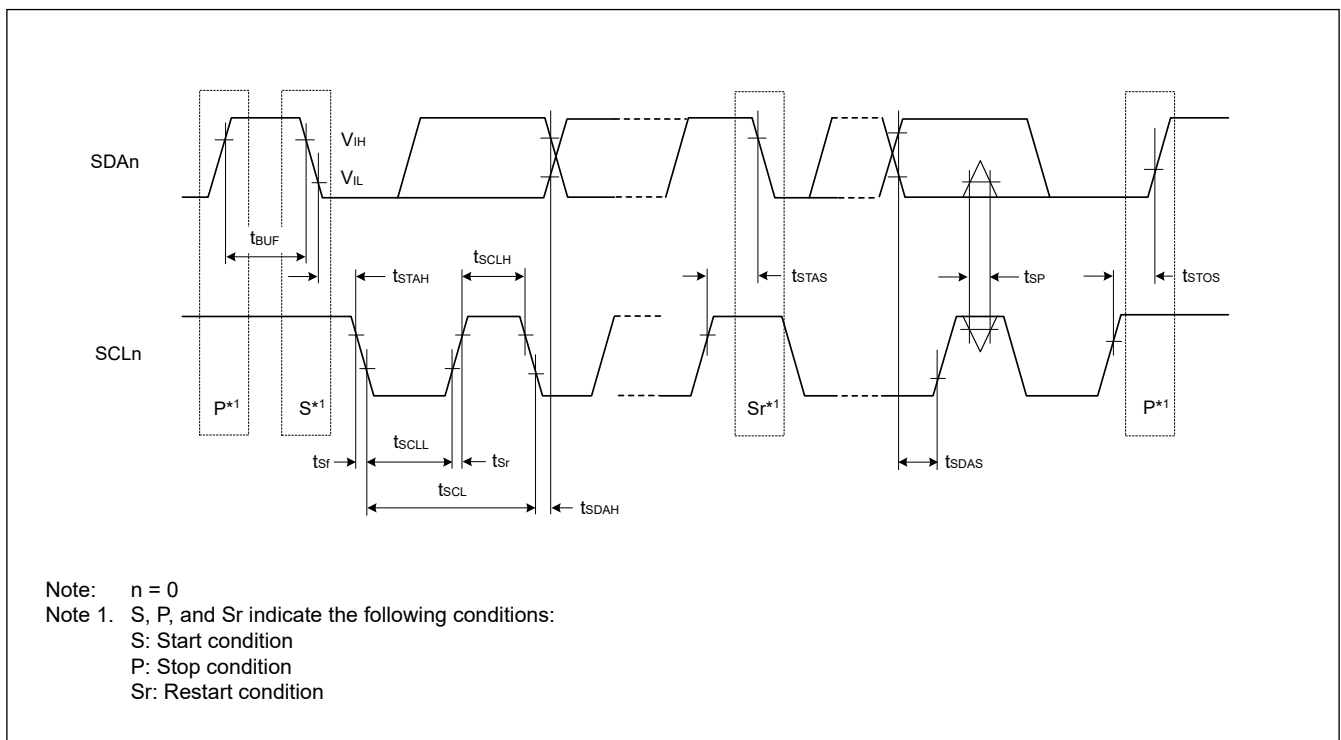 SDAn
VIH
VIL
tBUF
tSTAH
tSCLH
tSTAS
tSP
tSTOS
SCLn
P*1
S*1
Sr*1
P*1
tSf
tSCLL
tSr
tSDAS
tSCL
tSDAH
Note: n = 0
Note 1. S, P, and Sr indicate the following conditions:
S: Start condition
P: Stop condition
Sr: Restart condition